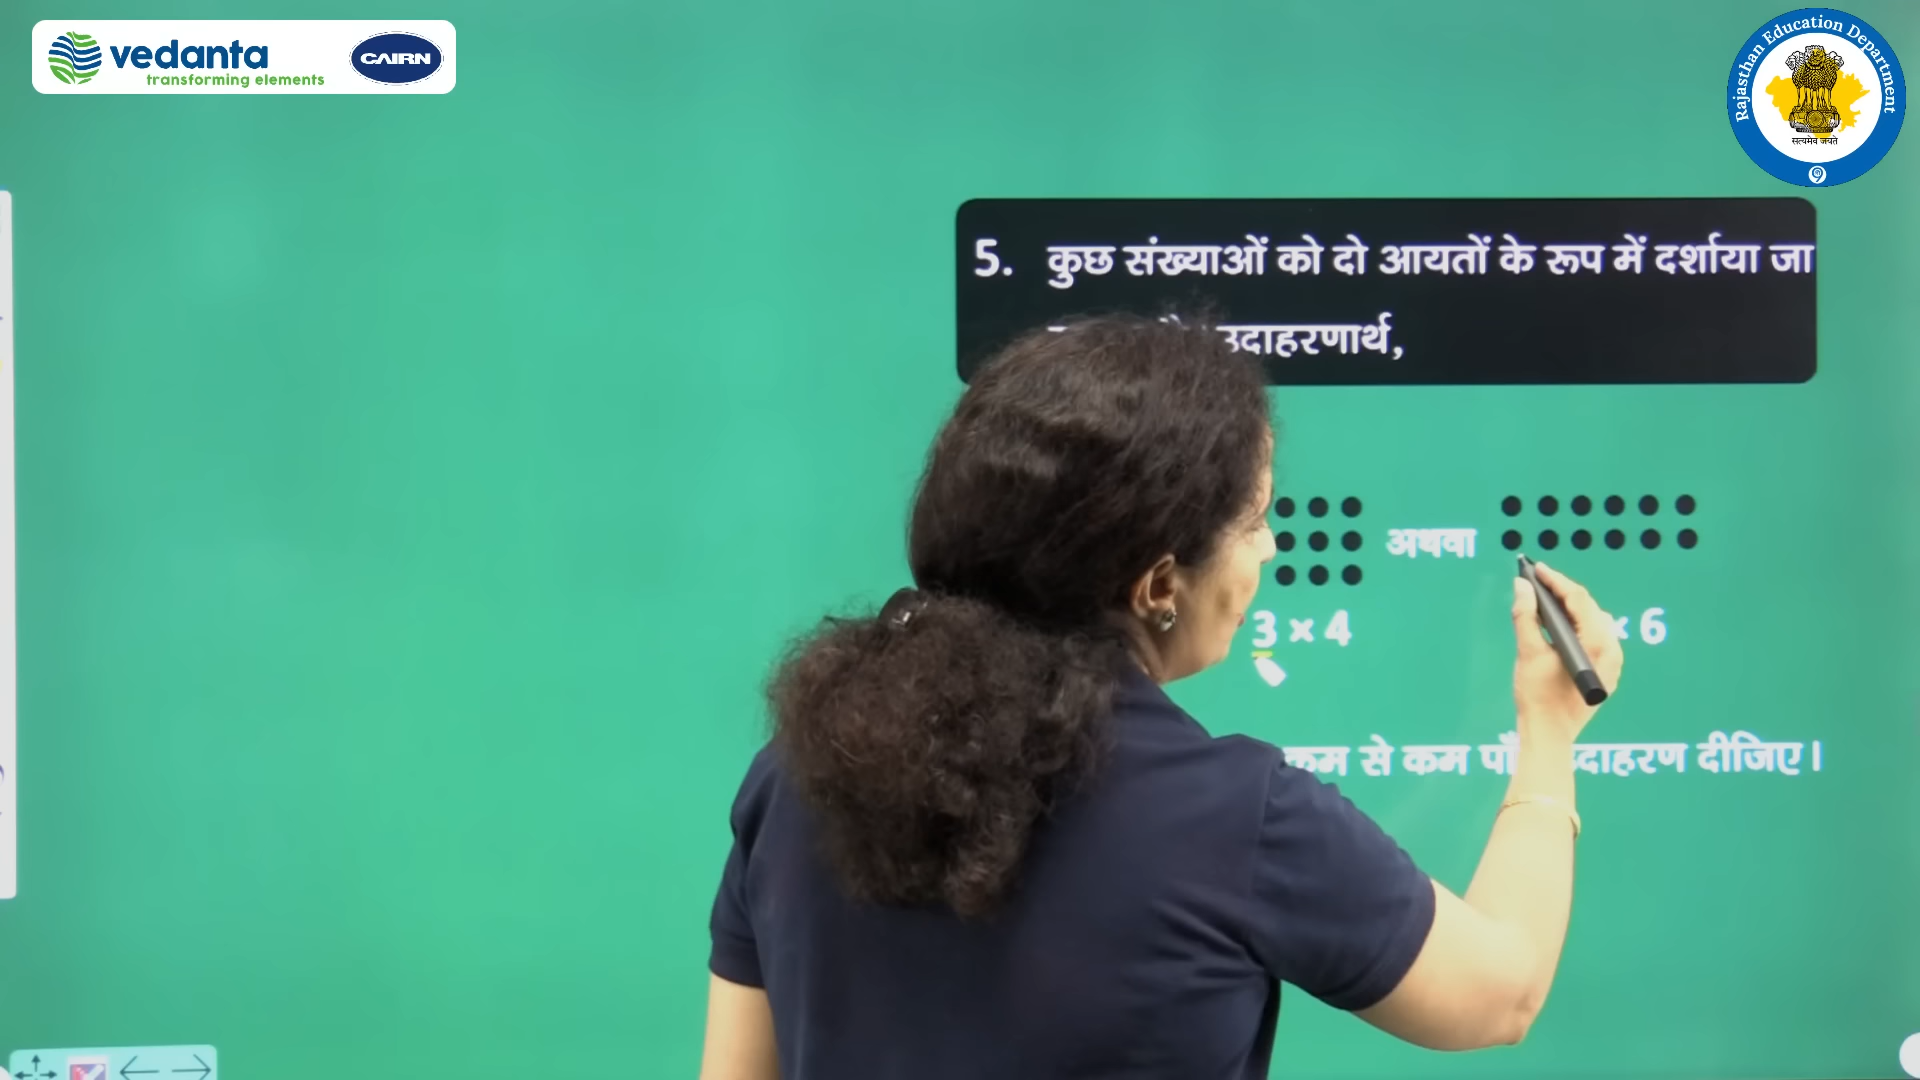 vedanta
transforming elements
CAIRN
Rajasthan Education Department
सत्यमेव जयते
5. कुछ संख्याओं को दो आयतों के रूप में दर्शाया जा
उदाहरणार्थ,
अथवा
3 × 4
× 6
कम से कम उदाहरण दीजिए।